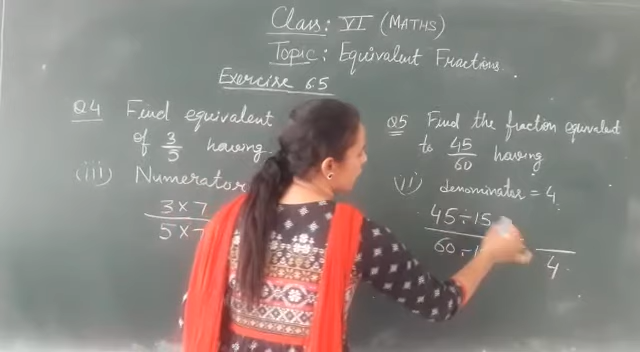 Class: VI (MATHS)
Topic: Equivalent Fractions.
Exercise 6.5
Q4 Find equivalent
of 3/5 having
(iii) Numerator
3 × 7
5 × 7
Q5 Find the fraction equivalent
to 45/60 having
(ii) denominator = 4.
45 ÷ 15
60 ÷
4